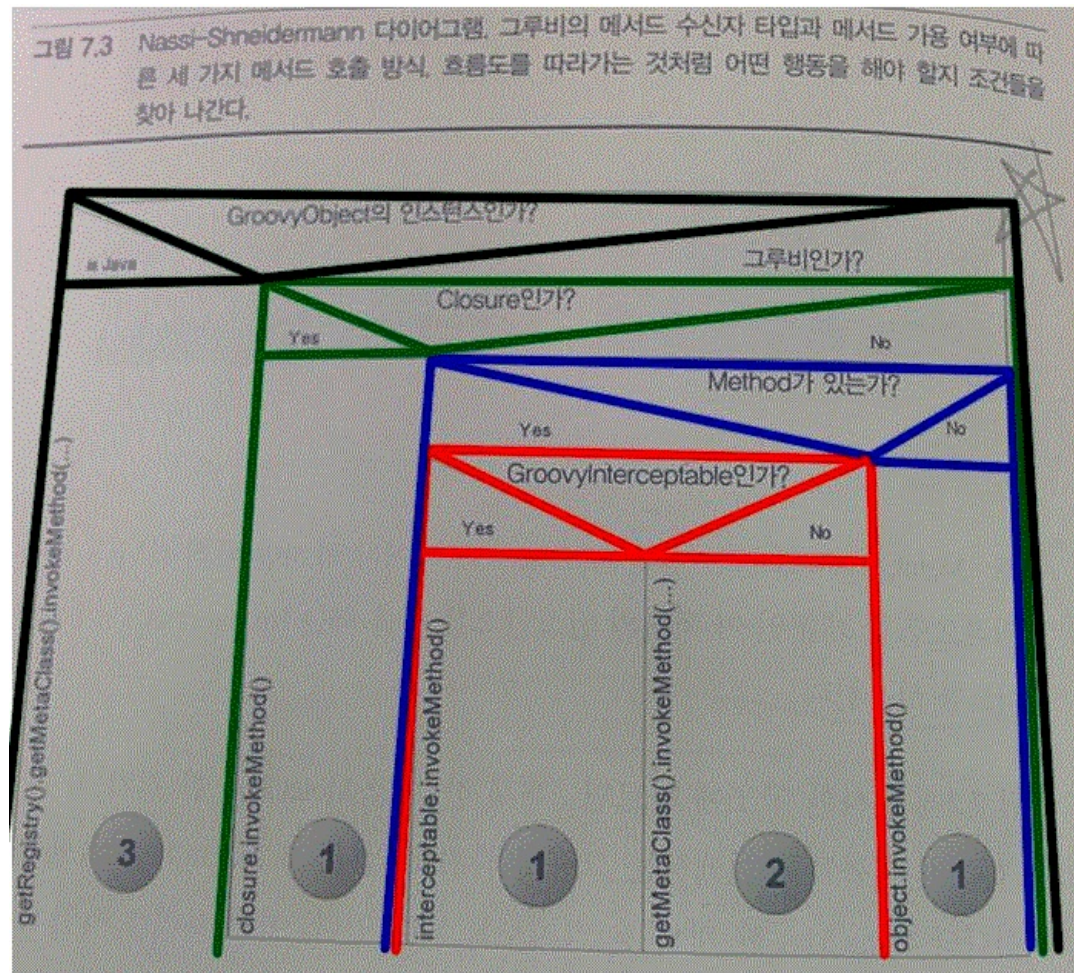 그림 7.3 Nassi-Shneidermann 다이어그램. 그루비의 메서드 수신자 타입과 메서드 가용 여부에 따
른 세 가지 메서드 호출 방식. 흐름도를 따라가는 것처럼 어떤 행동을 해야 할지 조건들을
찾아 나간다.
GroovyObject의 인스턴스인가?
is Java
그루비인가?
Closure인가?
Yes
No
Method가 있는가?
Yes
No
GroovyInterceptable인가?
Yes
No
getRegistry().getMetaClass().invokeMethod(...)
closure.invokeMethod()
interceptable.invokeMethod()
getMetaClass().invokeMethod(...)
object.invokeMethod()
3
1
1
2
1